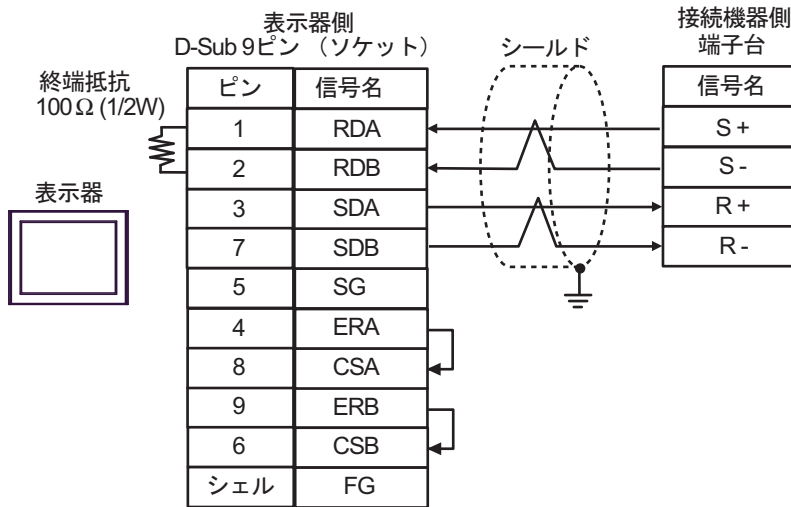 表示器側
D-Sub 9ピン （ソケット）
シールド
接続機器側
端子台
終端抵抗
100Ω (1/2W)
表示器
ピン 信号名
1 RDA
2 RDB
3 SDA
7 SDB
5 SG
4 ERA
8 CSA
9 ERB
6 CSB
シェル FG
信号名
S +
S -
R +
R -